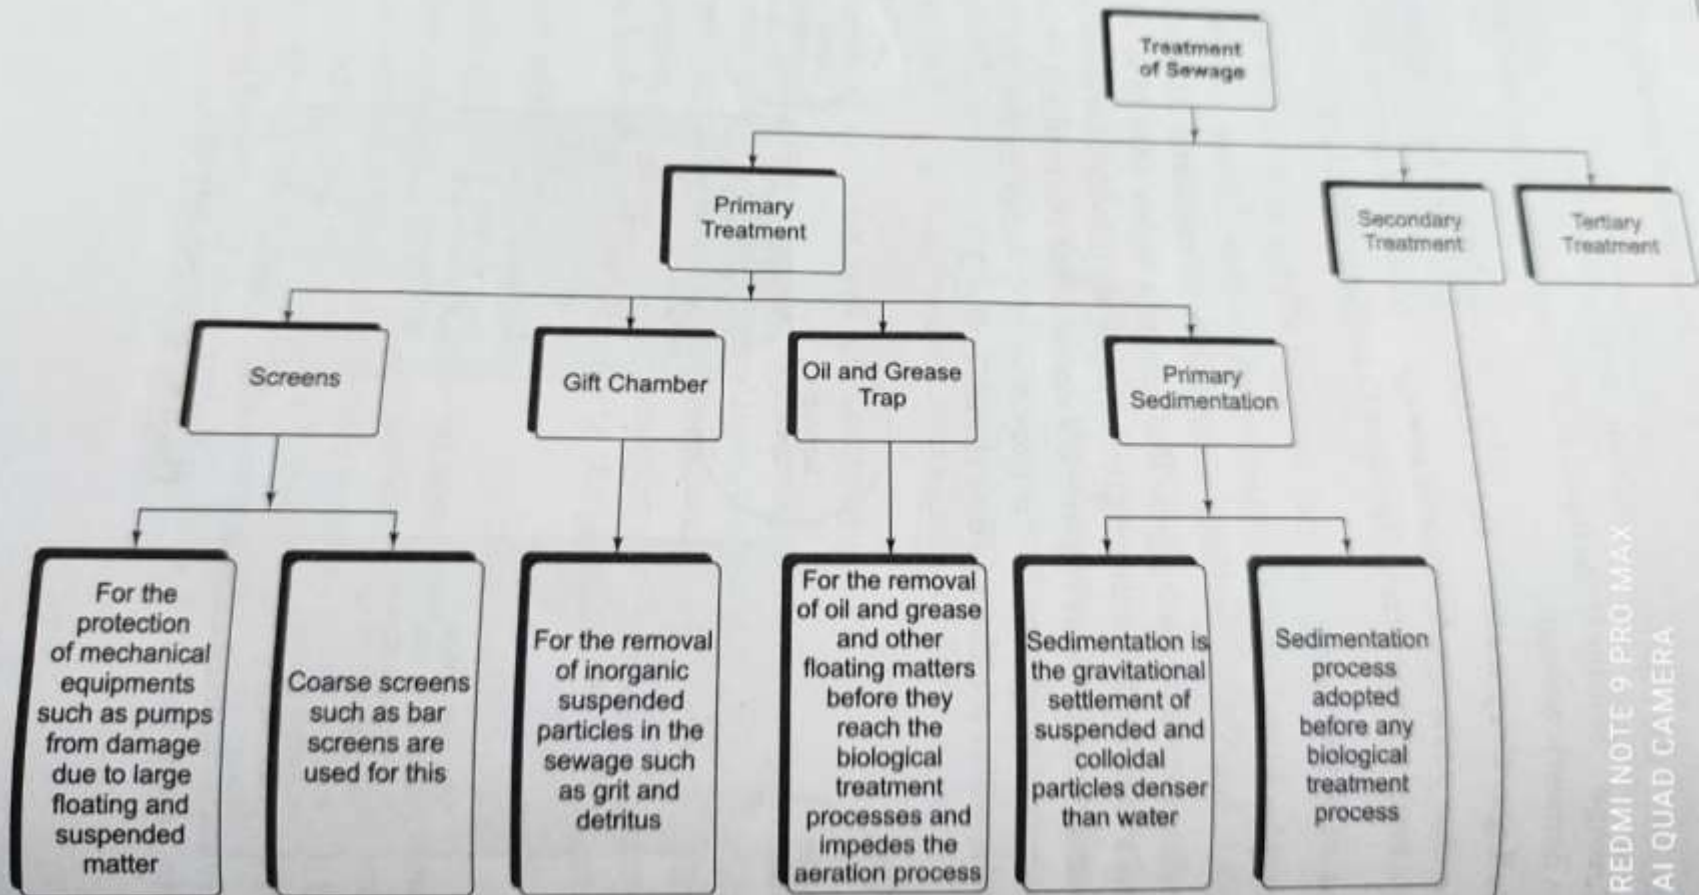 Treatment
of Sewage
Primary
Treatment
Secondary
Treatment
Tertiary
Treatment
Screens
Gift Chamber
Oil and Grease
Trap
Primary
Sedimentation
For the
protection
of mechanical
equipments
such as pumps
from damage
due to large
floating and
suspended
matter
Coarse screens
such as bar
screens are
used for this
For the removal
of inorganic
suspended
particles in the
sewage such
as grit and
detritus
For the removal
of oil and grease
and other
floating matters
before they
reach the
biological
treatment
processes and
impedes the
aeration process
Sedimentation is
the gravitational
settlement of
suspended and
colloidal
particles denser
than water
Sedimentation
process
adopted
before any
biological
treatment
process
REDMI NOTE 9 PRO MAX
AI QUAD CAMERA